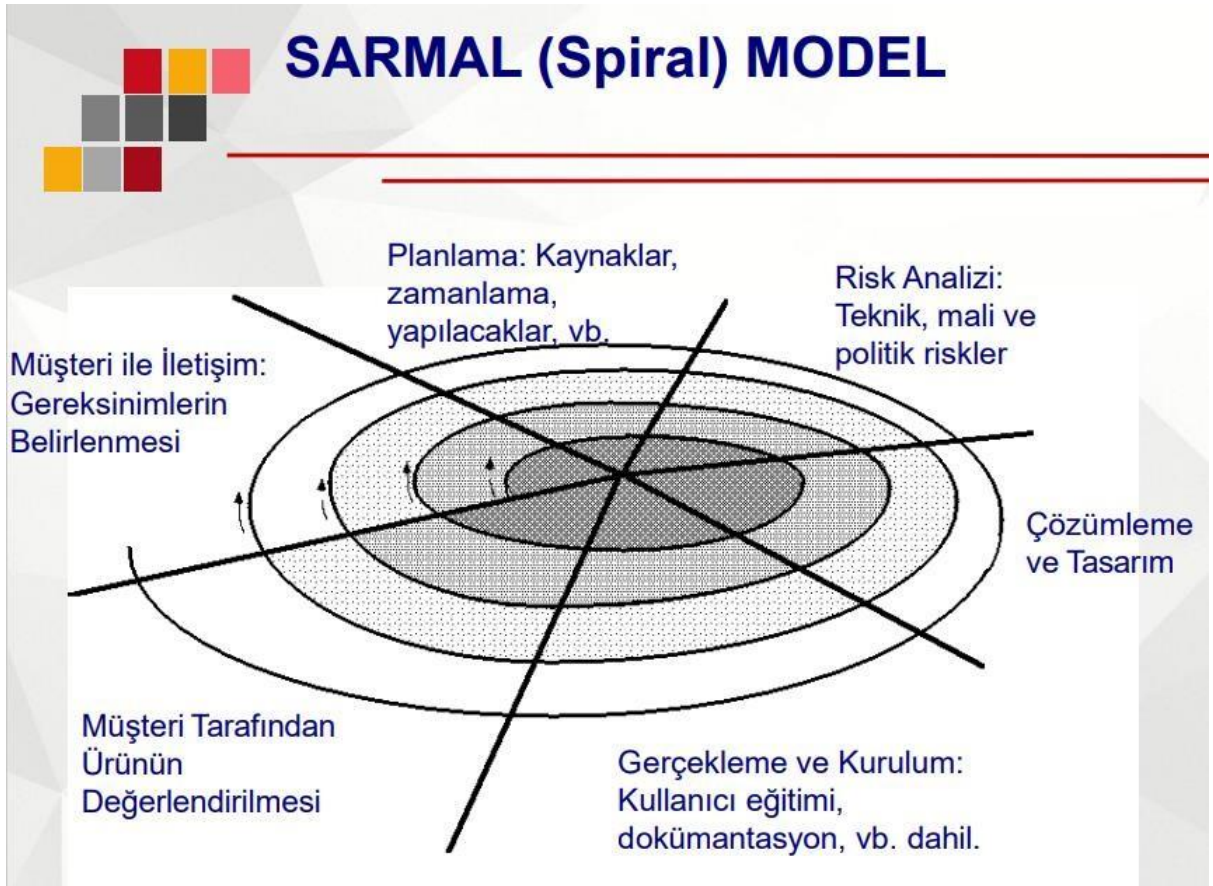 SARMAL (Spiral) MODEL
Planlama: Kaynaklar,
zamanlama,
yapılacaklar, vb.
Risk Analizi:
Teknik, mali ve
politik riskler
Müşteri ile İletişim:
Gereksinimlerin
Belirlenmesi
Çözümleme
ve Tasarım
Müşteri Tarafından
Ürünün
Değerlendirilmesi
Gerçekleme ve Kurulum:
Kullanıcı eğitimi,
dokümantasyon, vb. dahil.